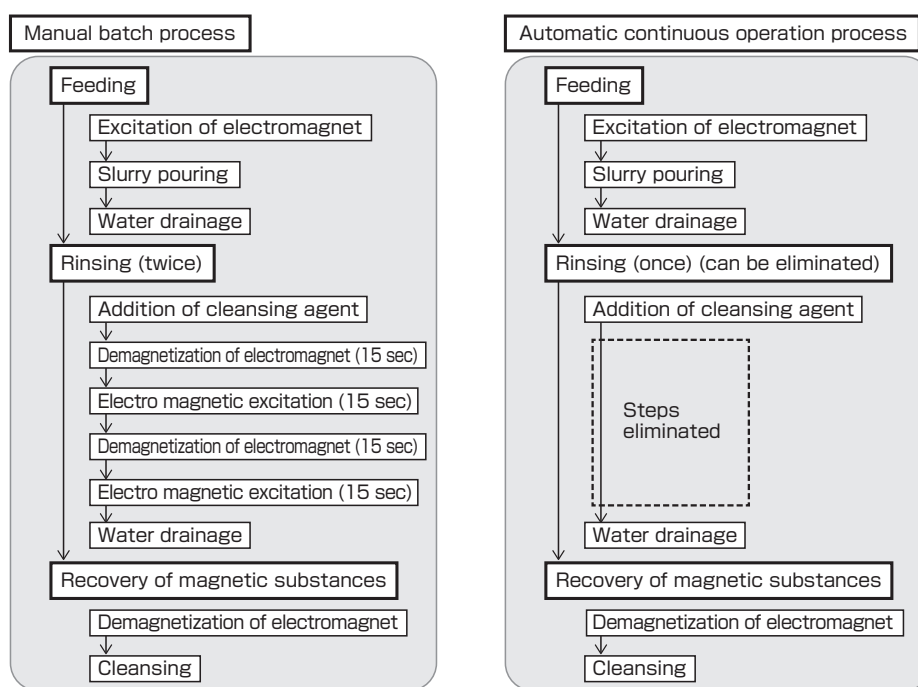 Manual batch process
Feeding
Excitation of electromagnet
Slurry pouring
Water drainage
Rinsing (twice)
Addition of cleansing agent
Demagnetization of electromagnet (15 sec)
Electro magnetic excitation (15 sec)
Demagnetization of electromagnet (15 sec)
Electro magnetic excitation (15 sec)
Water drainage
Recovery of magnetic substances
Demagnetization of electromagnet
Cleansing
Automatic continuous operation process
Feeding
Excitation of electromagnet
Slurry pouring
Water drainage
Rinsing (once) (can be eliminated)
Addition of cleansing agent
Steps
eliminated
Water drainage
Recovery of magnetic substances
Demagnetization of electromagnet
Cleansing